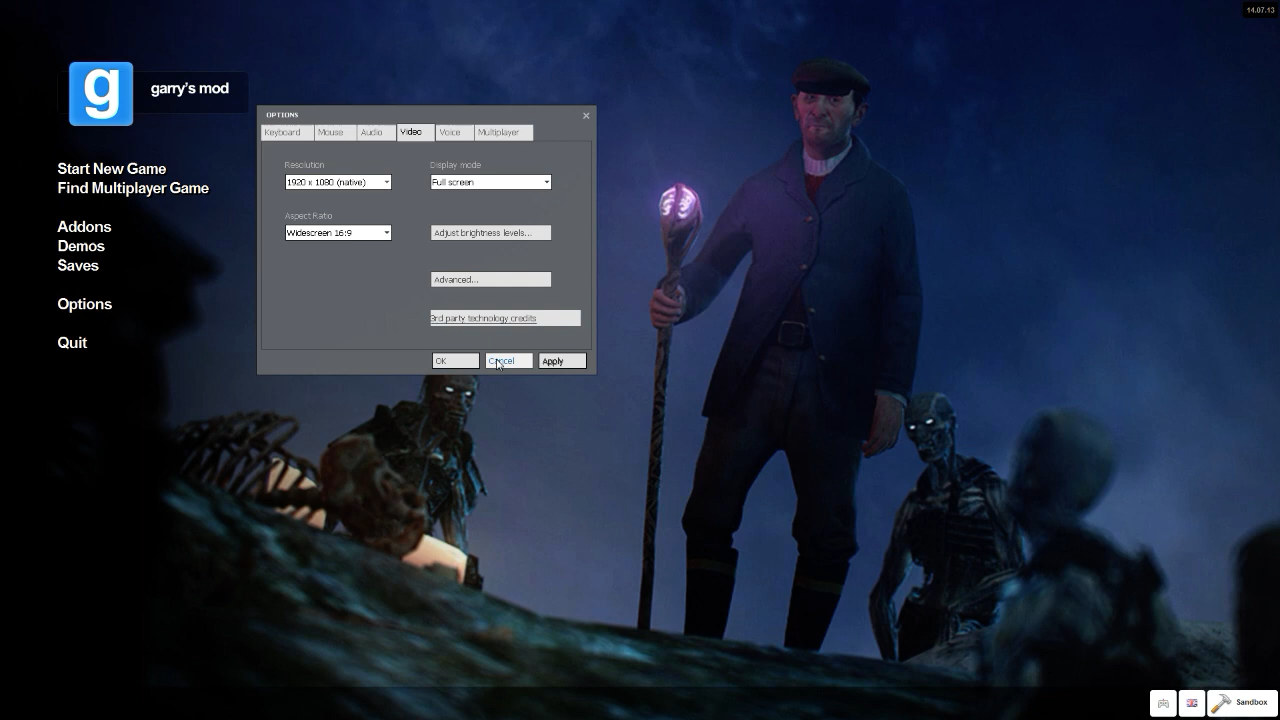 14.07.13
g garry's mod
OPTIONS
Keyboard Mouse Audio Video Voice Multiplayer
Resolution Display mode
1920 x 1080 (native) Full screen
Aspect Ratio
Widescreen 16:9 Adjust brightness levels...
Advanced...
3rd party technology credits
OK Cancel Apply
Start New Game
Find Multiplayer Game
Addons
Demos
Saves
Options
Quit
Sandbox